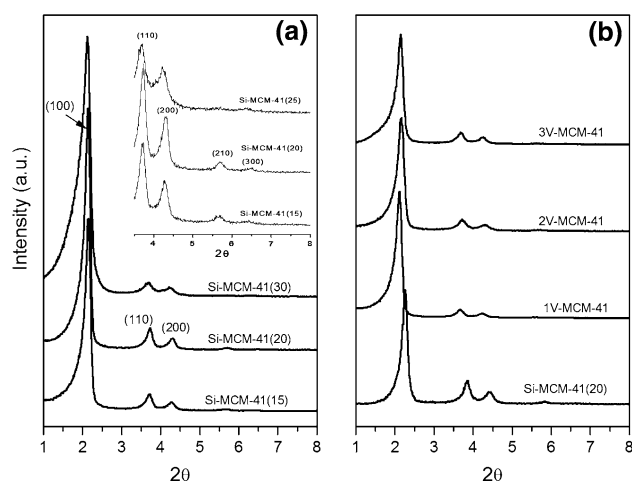 (a)
(110)
Si-MCM-41(25)
(100)
(200)
Si-MCM-41(20)
(210)
(300)
Si-MCM-41(15)
4 5 6 7 8
2θ
Intensity (a.u.)
Si-MCM-41(30)
(110)
(200)
Si-MCM-41(20)
Si-MCM-41(15)
1 2 3 4 5 6 7 8
2θ
(b)
3V-MCM-41
2V-MCM-41
1V-MCM-41
Si-MCM-41(20)
1 2 3 4 5 6 7 8
2θ